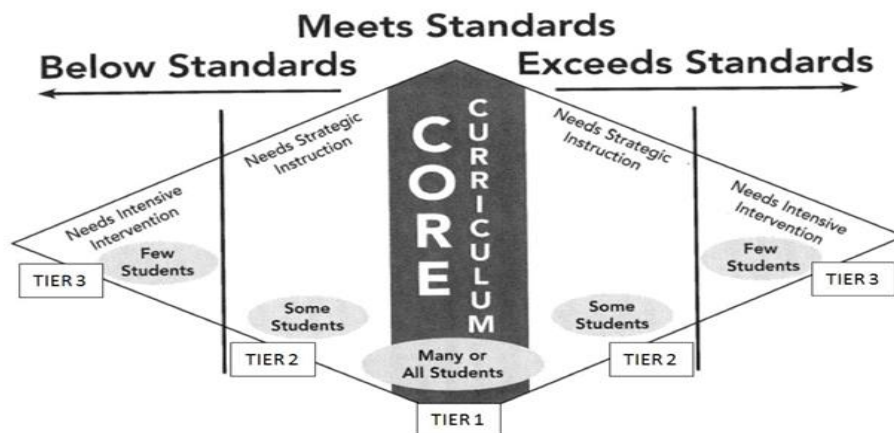 Meets Standards
Below Standards
Exceeds Standards
Needs Strategic
Instruction
Needs Intensive
Intervention
CORE
CURRICULUM
Needs Strategic
Instruction
Needs Intensive
Intervention
Few
Students
Few
Students
TIER 3
TIER 3
Some
Students
Some
Students
TIER 2
TIER 2
Many or
All Students
TIER 1